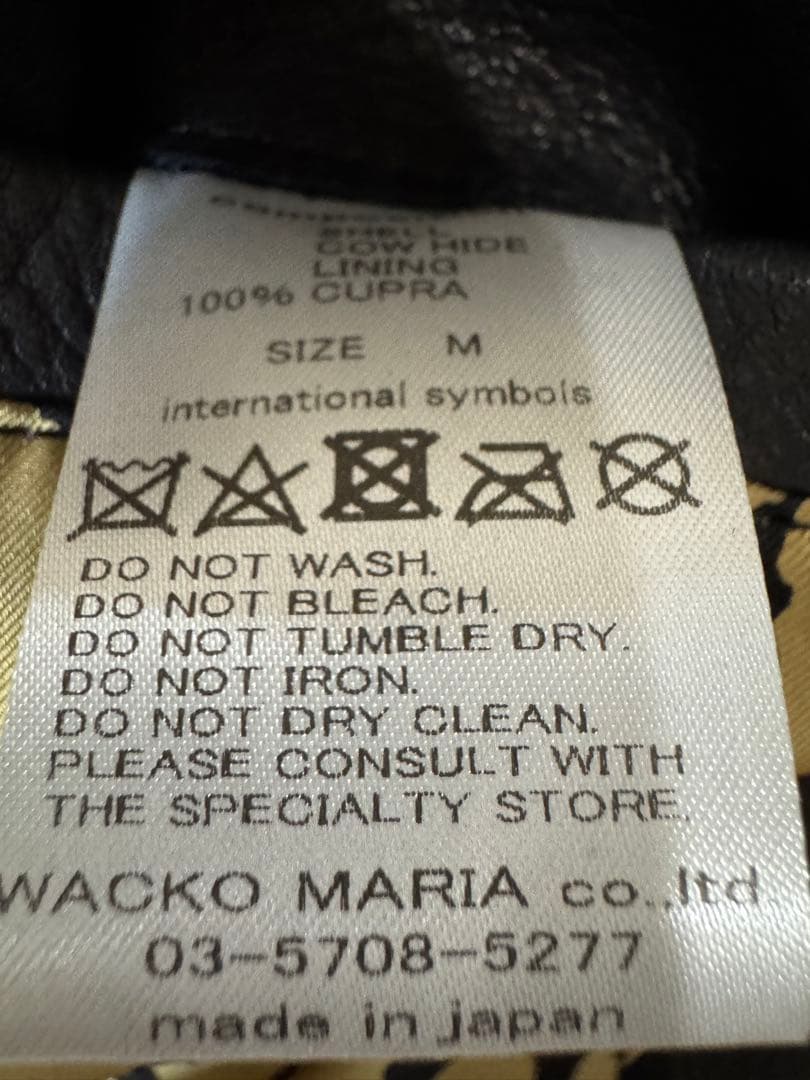 SHELL
COW HIDE
LINING
100% CUPRA
SIZE M
international symbols
DO NOT WASH.
DO NOT BLEACH.
DO NOT TUMBLE DRY.
DO NOT IRON.
DO NOT DRY CLEAN.
PLEASE CONSULT WITH
THE SPECIALTY STORE.
WACKO MARIA co.,ltd.
03-5708-5277
made in japan